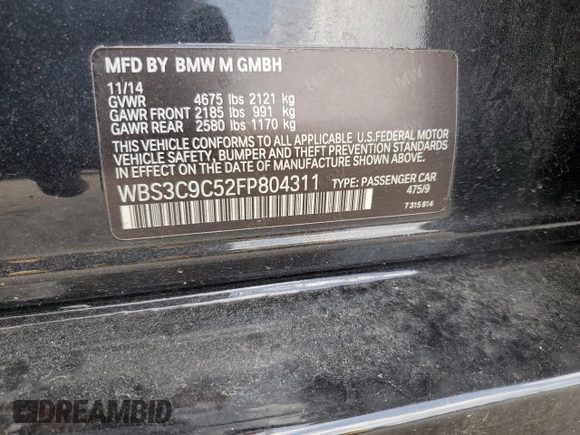 MFD BY BMW M GMBH
11/14
GVWR 4675 lbs 2121 kg
GAWR FRONT 2185 lbs 991 kg
GAWR REAR 2580 lbs 1170 kg
THIS VEHICLE CONFORMS TO ALL APPLICABLE U.S.FEDERAL MOTOR
VEHICLE SAFETY, BUMPER AND THEFT PREVENTION STANDARDS
IN EFFECT ON THE DATE OF MANUFACTURE SHOWN ABOVE.
WBS3C9C52FP804311 TYPE: PASSENGER CAR
475/9
7 315 814
DREAMBID